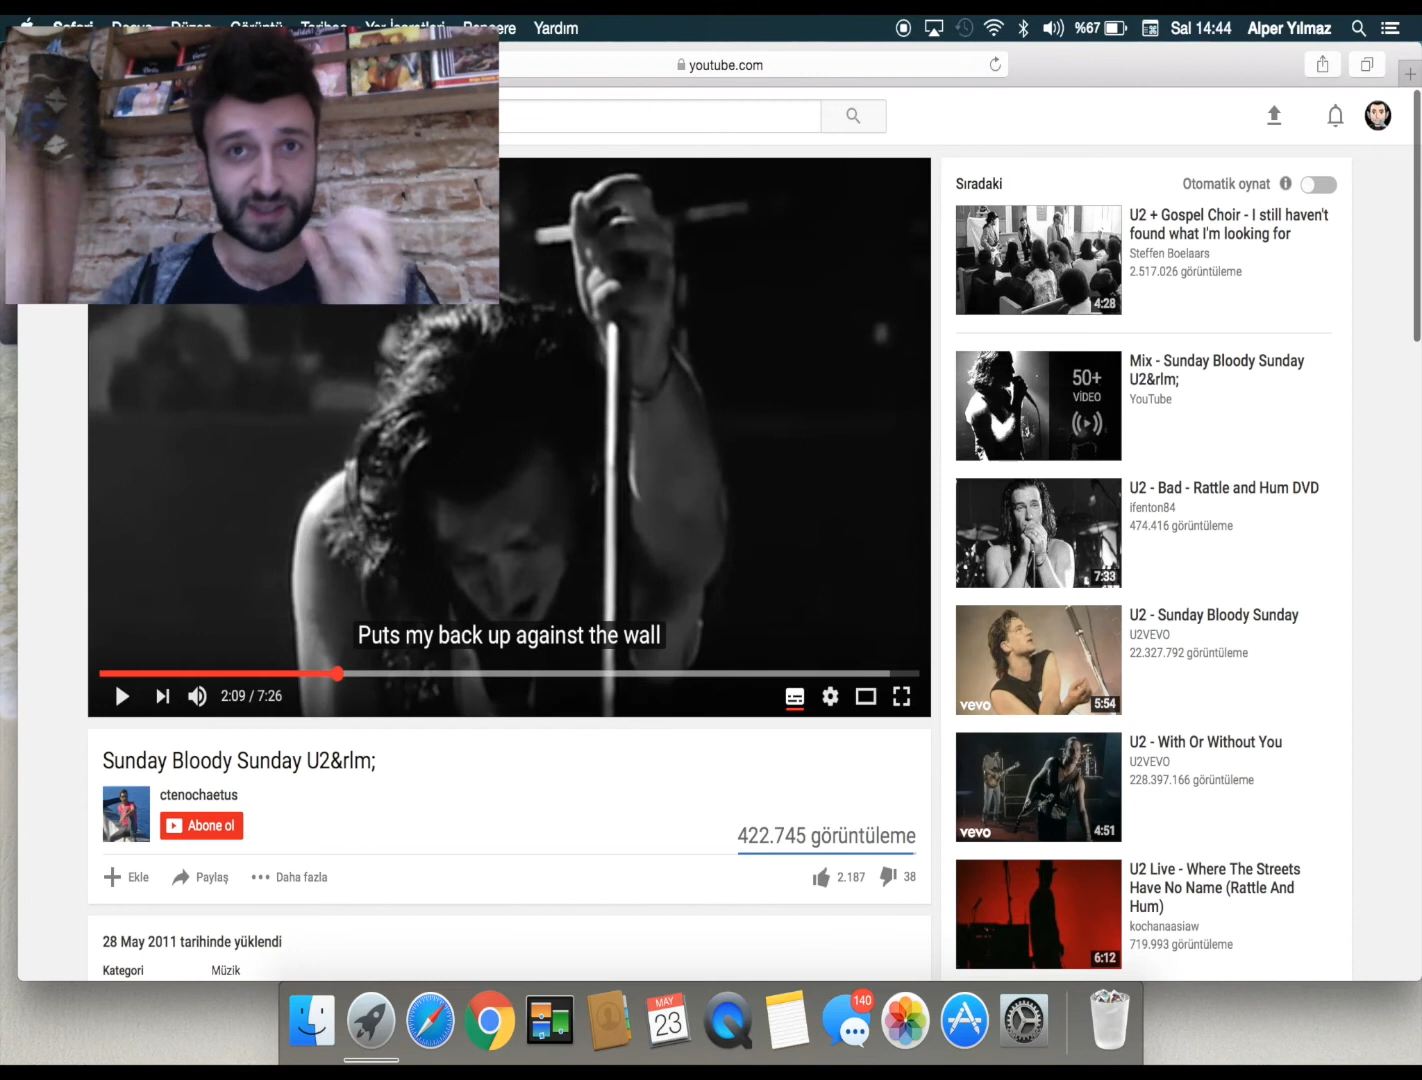 Yardım
%67
Sal 14:44
Alper Yılmaz
youtube.com
Puts my back up against the wall
2:09 / 7:26
Sunday Bloody Sunday U2&rlm;
ctenochaetus
Abone ol
422.745 görüntüleme
Ekle
Paylaş
Daha fazla
2.187
38
28 May 2011 tarihinde yüklendi
Kategori
Müzik
Sıradaki
Otomatik oynat
U2 + Gospel Choir - I still haven't
found what I'm looking for
Steffen Boelaars
2.517.026 görüntüleme
4:28
50+
VİDEO
Mix - Sunday Bloody Sunday
U2&rlm;
YouTube
U2 - Bad - Rattle and Hum DVD
ifenton84
474.416 görüntüleme
7:33
U2 - Sunday Bloody Sunday
U2VEVO
22.327.792 görüntüleme
vevo
5:54
U2 - With Or Without You
U2VEVO
228.397.166 görüntüleme
vevo
4:51
U2 Live - Where The Streets
Have No Name (Rattle And
Hum)
kochanaasiaw
719.993 görüntüleme
6:12
MAY
23
140